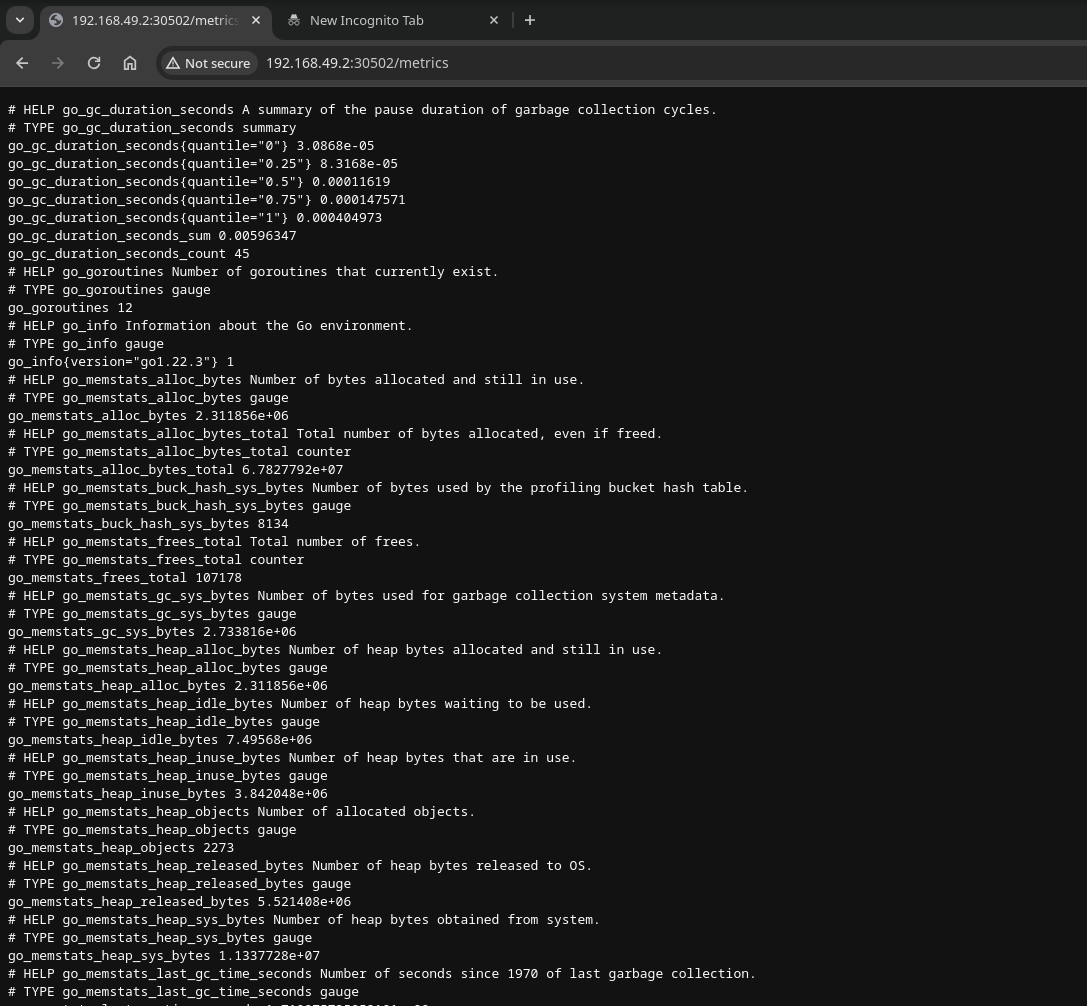 192.168.49.2:30502/metrics
New Incognito Tab
Not secure
192.168.49.2:30502/metrics
# HELP go_gc_duration_seconds A summary of the pause duration of garbage collection cycles.
# TYPE go_gc_duration_seconds summary
go_gc_duration_seconds{quantile="0"} 3.0868e-05
go_gc_duration_seconds{quantile="0.25"} 8.3168e-05
go_gc_duration_seconds{quantile="0.5"} 0.00011619
go_gc_duration_seconds{quantile="0.75"} 0.000147571
go_gc_duration_seconds{quantile="1"} 0.000404973
go_gc_duration_seconds_sum 0.00596347
go_gc_duration_seconds_count 45
# HELP go_goroutines Number of goroutines that currently exist.
# TYPE go_goroutines gauge
go_goroutines 12
# HELP go_info Information about the Go environment.
# TYPE go_info gauge
go_info{version="go1.22.3"} 1
# HELP go_memstats_alloc_bytes Number of bytes allocated and still in use.
# TYPE go_memstats_alloc_bytes gauge
go_memstats_alloc_bytes 2.311856e+06
# HELP go_memstats_alloc_bytes_total Total number of bytes allocated, even if freed.
# TYPE go_memstats_alloc_bytes_total counter
go_memstats_alloc_bytes_total 6.7827792e+07
# HELP go_memstats_buck_hash_sys_bytes Number of bytes used by the profiling bucket hash table.
# TYPE go_memstats_buck_hash_sys_bytes gauge
go_memstats_buck_hash_sys_bytes 8134
# HELP go_memstats_frees_total Total number of frees.
# TYPE go_memstats_frees_total counter
go_memstats_frees_total 107178
# HELP go_memstats_gc_sys_bytes Number of bytes used for garbage collection system metadata.
# TYPE go_memstats_gc_sys_bytes gauge
go_memstats_gc_sys_bytes 2.733816e+06
# HELP go_memstats_heap_alloc_bytes Number of heap bytes allocated and still in use.
# TYPE go_memstats_heap_alloc_bytes gauge
go_memstats_heap_alloc_bytes 2.311856e+06
# HELP go_memstats_heap_idle_bytes Number of heap bytes waiting to be used.
# TYPE go_memstats_heap_idle_bytes gauge
go_memstats_heap_idle_bytes 7.49568e+06
# HELP go_memstats_heap_inuse_bytes Number of heap bytes that are in use.
# TYPE go_memstats_heap_inuse_bytes gauge
go_memstats_heap_inuse_bytes 3.842048e+06
# HELP go_memstats_heap_objects Number of allocated objects.
# TYPE go_memstats_heap_objects gauge
go_memstats_heap_objects 2273
# HELP go_memstats_heap_released_bytes Number of heap bytes released to OS.
# TYPE go_memstats_heap_released_bytes gauge
go_memstats_heap_released_bytes 5.521408e+06
# HELP go_memstats_heap_sys_bytes Number of heap bytes obtained from system.
# TYPE go_memstats_heap_sys_bytes gauge
go_memstats_heap_sys_bytes 1.1337728e+07
# HELP go_memstats_last_gc_time_seconds Number of seconds since 1970 of last garbage collection.
# TYPE go_memstats_last_gc_time_seconds gauge